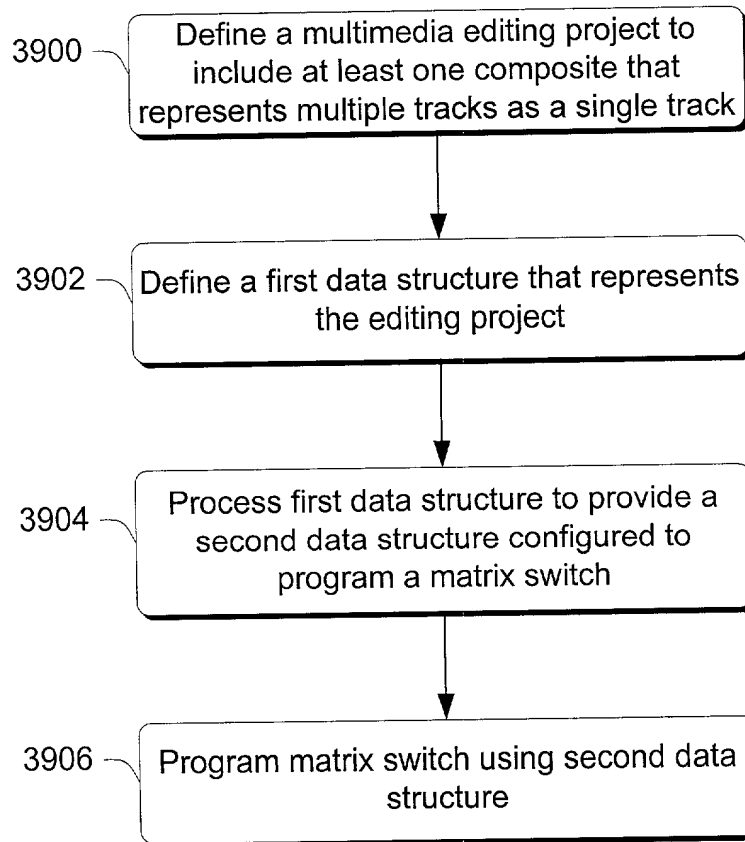 3900
Define a multimedia editing project to
include at least one composite that
represents multiple tracks as a single track
3902
Define a first data structure that represents
the editing project
3904
Process first data structure to provide a
second data structure configured to
program a matrix switch
3906
Program matrix switch using second data
structure